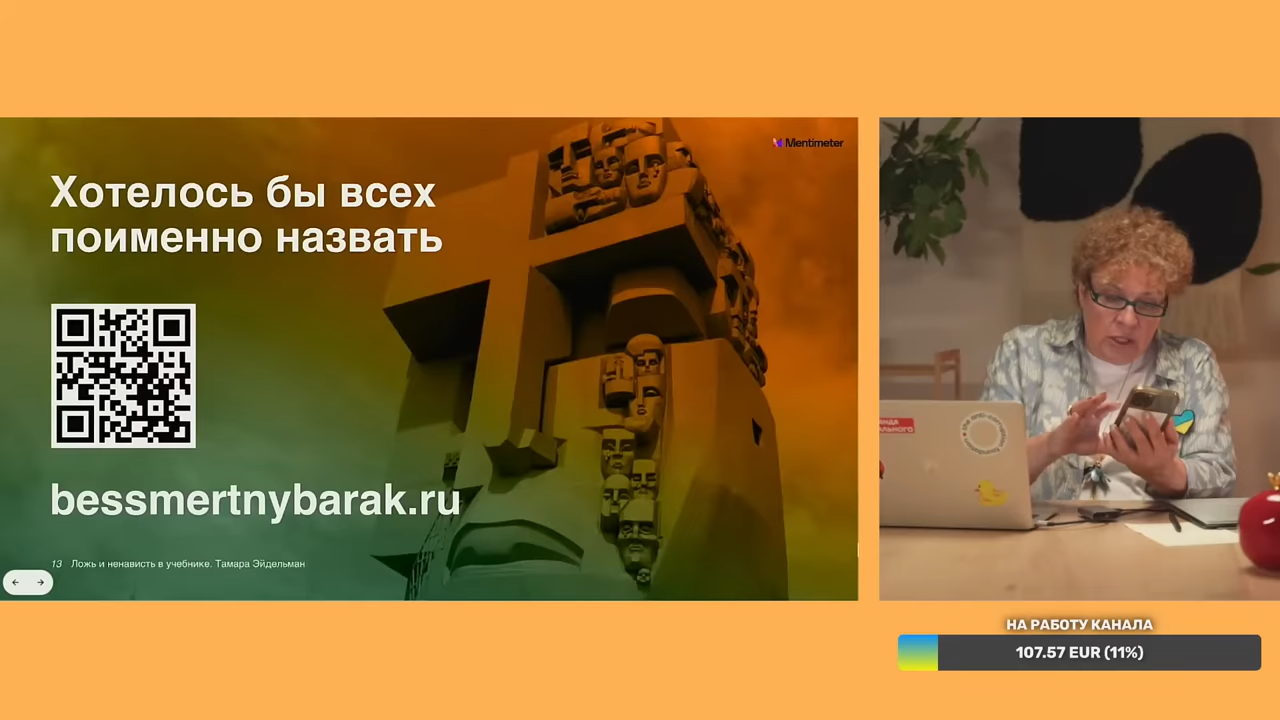 Mentimeter
Хотелось бы всех
поименно назвать
bessmertnybarak.ru
13 Ложь и ненависть в учебнике. Тамара Эйдельман
НА РАБОТУ КАНАЛА
107.57 EUR (11%)